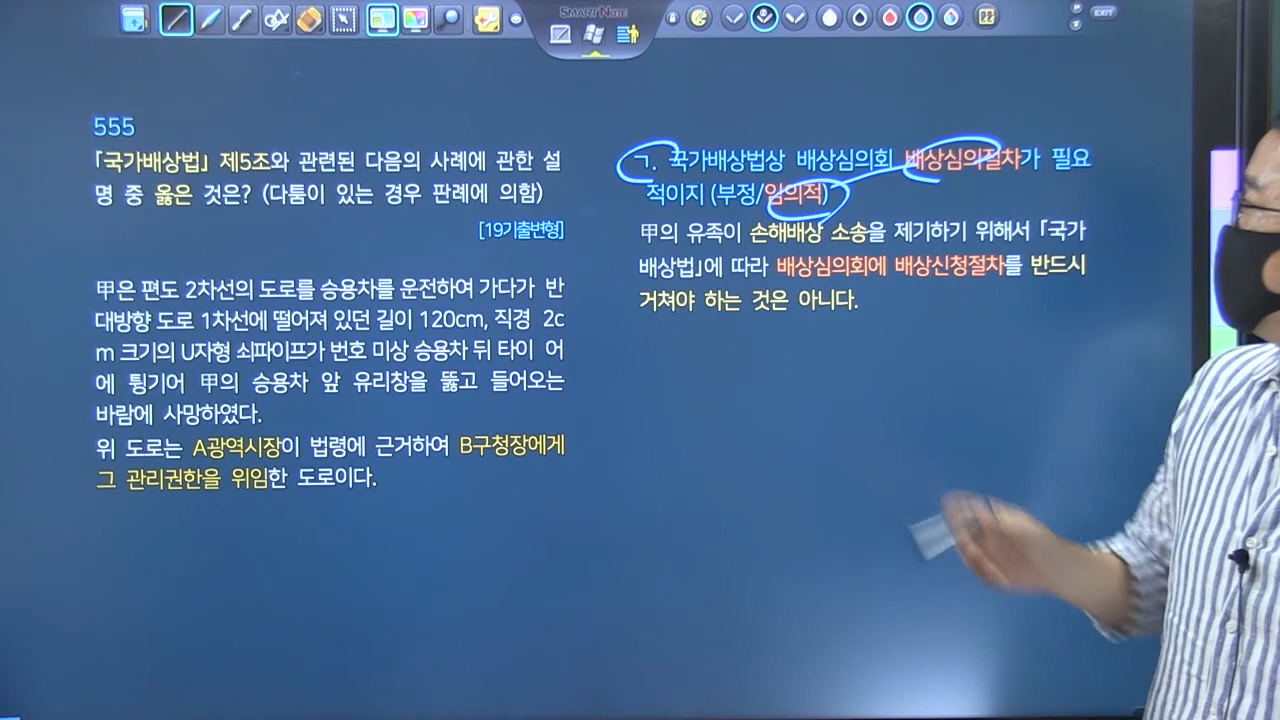 SMART NOTE
EXIT
555
「국가배상법」 제5조와 관련된 다음의 사례에 관한 설
명 중 옳은 것은? (다툼이 있는 경우 판례에 의함)
[19기출변형]
甲은 편도 2차선의 도로를 승용차를 운전하여 가다가 반
대방향 도로 1차선에 떨어져 있던 길이 120cm, 직경 2c
m 크기의 U자형 쇠파이프가 번호 미상 승용차 뒤 타이 어
에 튕기어 甲의 승용차 앞 유리창을 뚫고 들어오는
바람에 사망하였다.
위 도로는 A광역시장이 법령에 근거하여 B구청장에게
그 관리권한을 위임한 도로이다.
ㄱ. 국가배상법상 배상심의회 배상심의절차가 필요
적이지 (부정/임의적)
甲의 유족이 손해배상 소송을 제기하기 위해서 「국가
배상법」에 따라 배상심의회에 배상신청절차를 반드시
거쳐야 하는 것은 아니다.